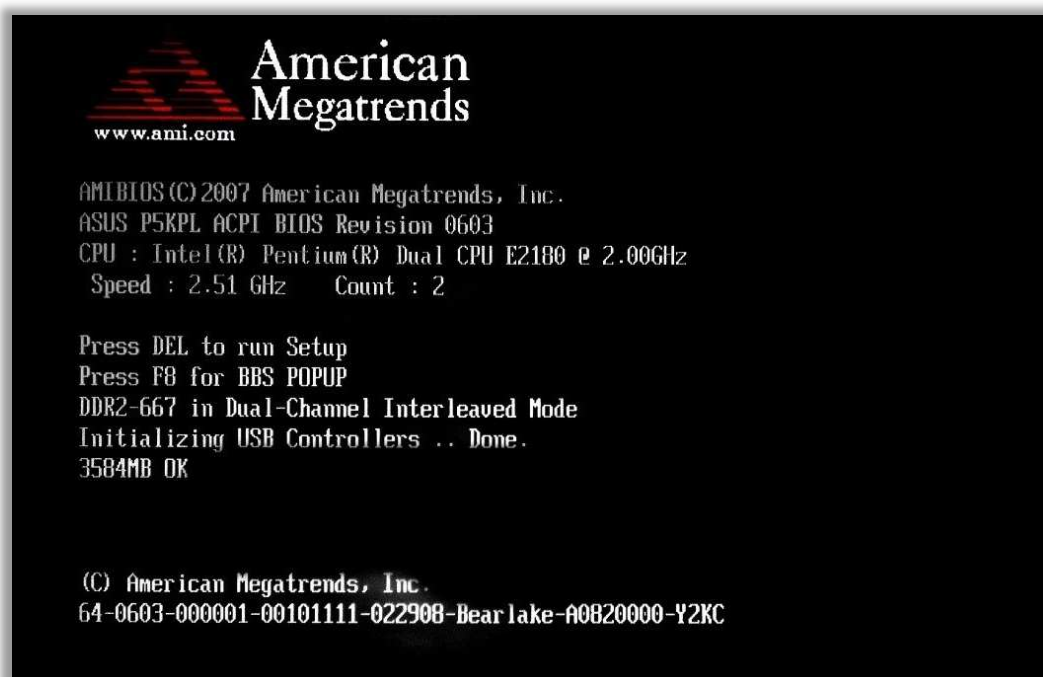 American
Megatrends
www.ami.com
AMIBIOS(C)2007 American Megatrends, Inc.
ASUS P5KPL ACPI BIOS Revision 0603
CPU : Intel(R) Pentium(R) Dual CPU E2180 @ 2.00GHz
Speed : 2.51 GHz Count : 2
Press DEL to run Setup
Press F8 for BBS POPUP
DDR2-667 in Dual-Channel Interleaved Mode
Initializing USB Controllers .. Done.
3584MB OK
(C) American Megatrends, Inc.
64-0603-000001-00101111-022908-Bearlake-A0820000-Y2KC